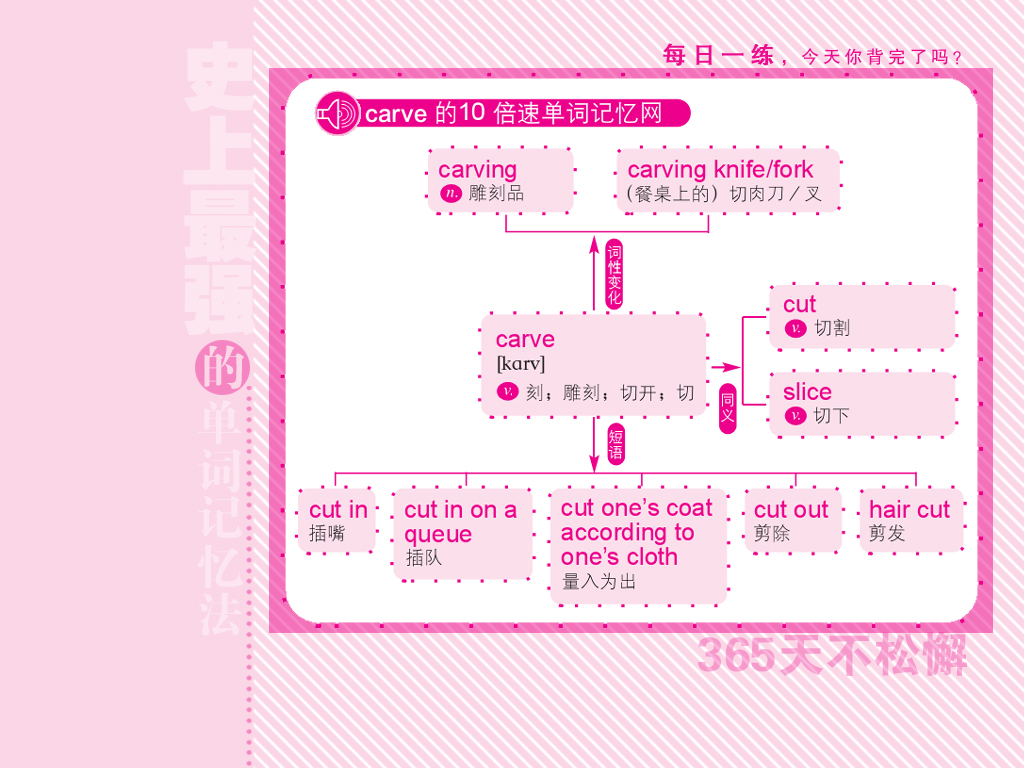 史上最强的单词记忆法
每日一练，今天你背完了吗?
carve 的10 倍速单词记忆网
carving
n. 雕刻品
carving knife/fork
（餐桌上的）切肉刀／叉
词性变化
carve
[kɑrv]
v. 刻；雕刻；切开；切
同义
cut
v. 切割
slice
v. 切下
短语
cut in
插嘴
cut in on a
queue
插队
cut one's coat
according to
one's cloth
量入为出
cut out
剪除
hair cut
剪发
365天不松懈